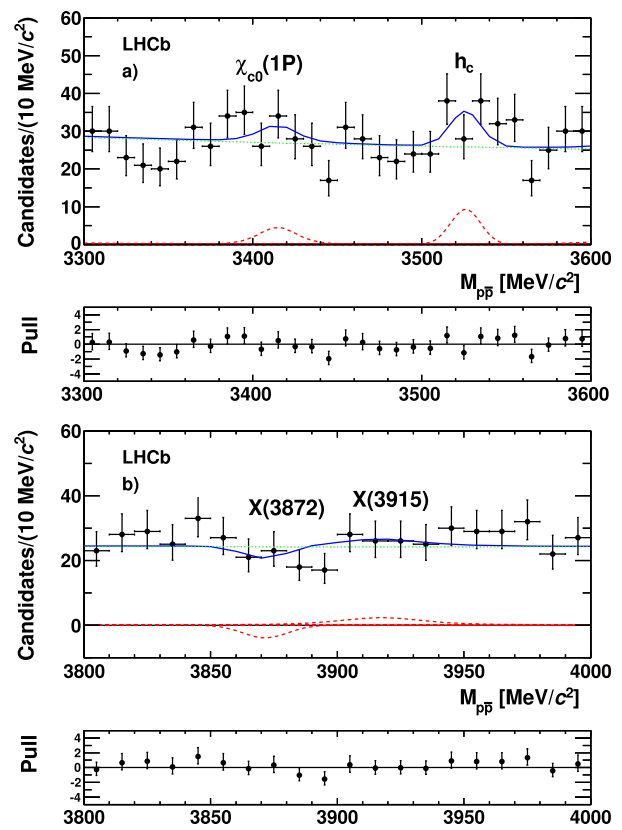 Candidates/(10 MeV/c²)
60
50
40
30
20
10
0
LHCb
a)
χc0(1P)
hc
3300 3400 3500 3600
Mpp̅ [MeV/c²]
Pull
4
2
0
-2
-4
3300 3400 3500 3600
Candidates/(10 MeV/c²)
60
40
20
0
LHCb
b)
X(3872)
X(3915)
3800 3850 3900 3950 4000
Mpp̅ [MeV/c²]
Pull
4
2
0
-2
-4
3800 3850 3900 3950 4000